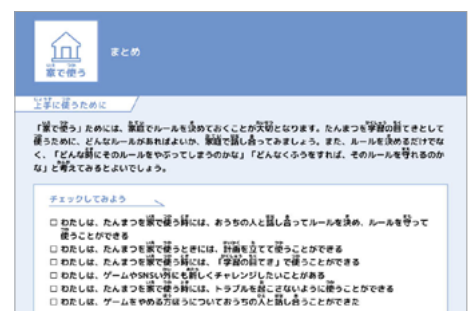 家で使う
まとめ
上手に使うために
「家で使う」ためには、家庭でルールを決めておくことが大切となります。たんまつを学習の目てきとして
使うために、どんなルールがあればよいか、家庭で話し合ってみましょう。また、ルールを決めるだけでな
く、「どんな時にそのルールをやぶってしまうのかな」「どんなくふうをすれば、そのルールを守れるのか
な」と考えてみるとよいでしょう。
チェックしてみよう
□ わたしは、たんまつを家で使う時には、おうちの人と話し合ってルールを決め、ルールを守って
使うことができる
□ わたしは、たんまつを家で使うときには、計画を立てて使うことができる
□ わたしは、たんまつを家で使う時には、「学習の目てき」で使うことができる
□ わたしは、ゲームやSNSい外にも新しくチャレンジしたいことがある
□ わたしは、たんまつを家で使う時には、トラブルを起こさないように使うことができる
□ わたしは、ゲームをやめる方ほうについておうちの人と話し合うことができた